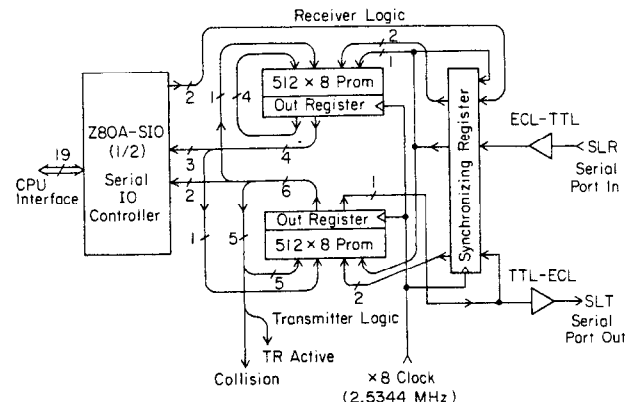 Receiver Logic
2
1
2
1
4
512 × 8 Prom
Out Register
Z80A-SIO
(1/2)
Serial
IO
Controller
19
CPU
Interface
3
2
4
6
1
5
1
Out Register
512 × 8 Prom
5
2
Synchronizing Register
ECL-TTL
SLR
Serial
Port In
TTL-ECL
SLT
Serial
Port Out
Transmitter Logic
TR Active
Collision
×8 Clock
(2.5344 MHz)